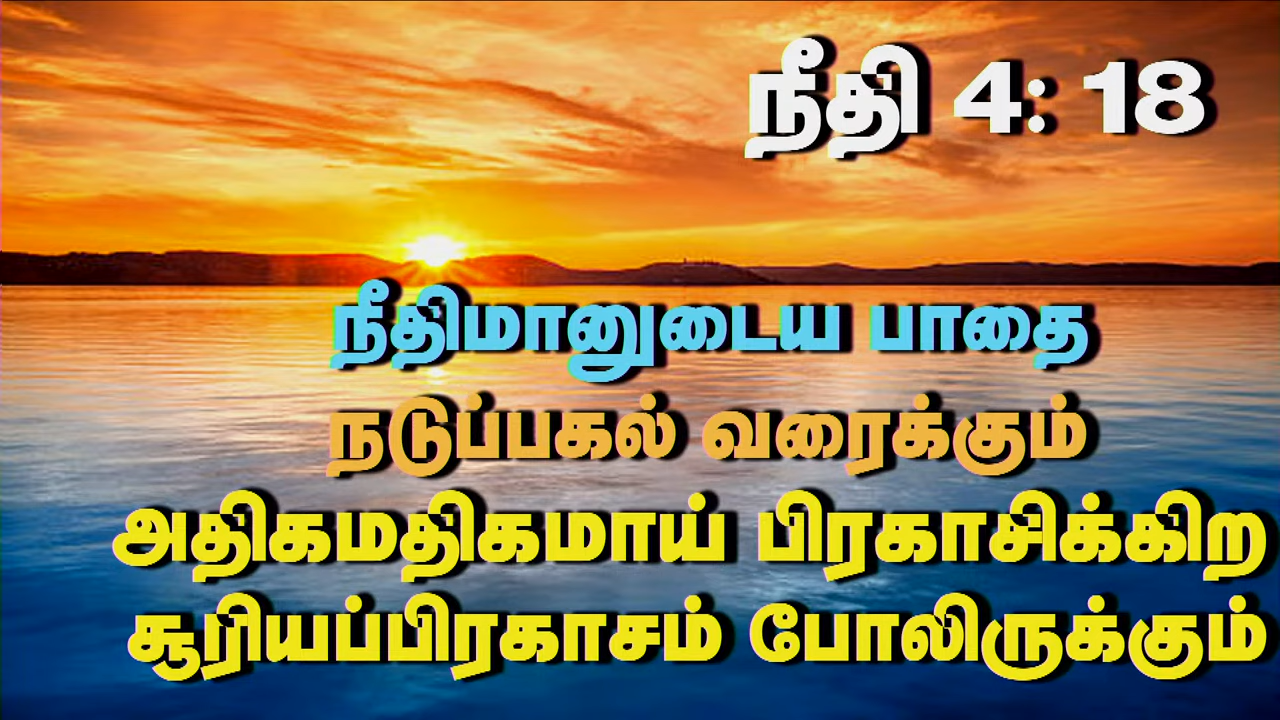 நீதி 4: 18
நீதிமானுடைய பாதை
நடுப்பகல் வரைக்கும்
அதிகமதிகமாய் பிரகாசிக்கிற
சூரியப்பிரகாசம் போலிருக்கும்